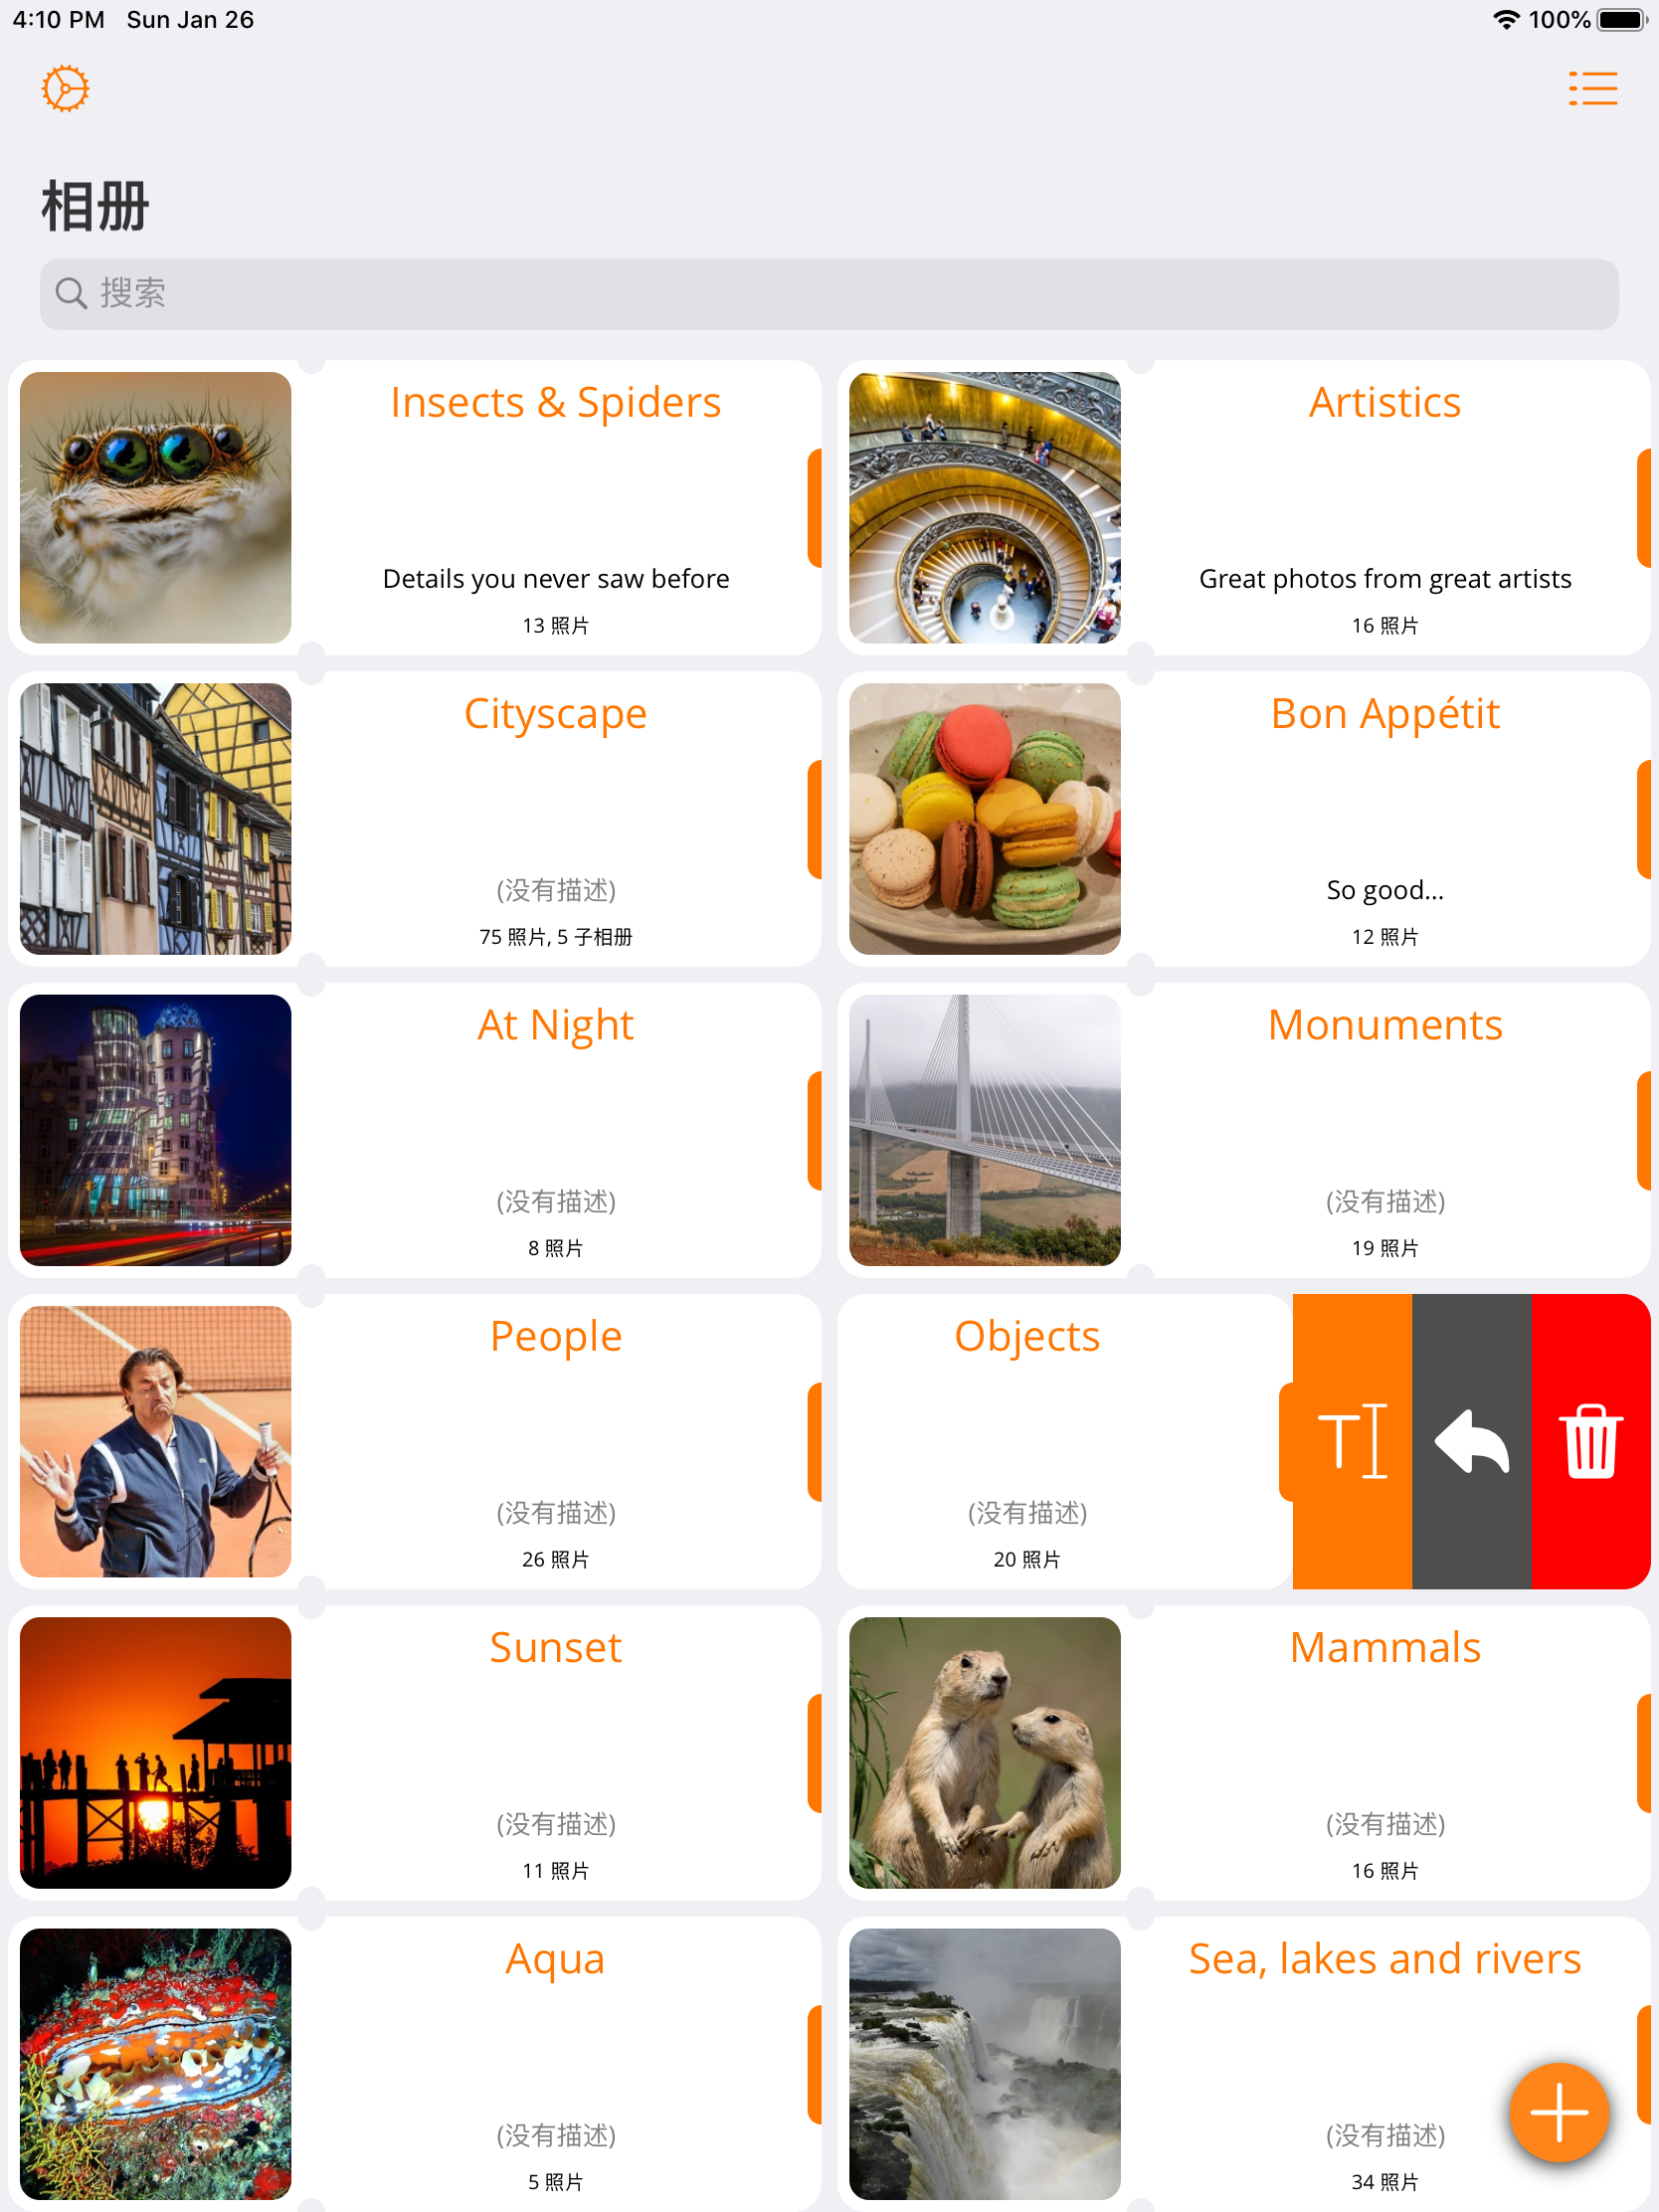 4:10 PM Sun Jan 26
100%
相册
搜索
Insects & Spiders
Details you never saw before
13 照片
Artistics
Great photos from great artists
16 照片
Cityscape
(没有描述)
75 照片, 5 子相册
Bon Appétit
So good...
12 照片
At Night
(没有描述)
8 照片
Monuments
(没有描述)
19 照片
People
(没有描述)
26 照片
Objects
(没有描述)
20 照片
Sunset
(没有描述)
11 照片
Mammals
(没有描述)
16 照片
Aqua
(没有描述)
5 照片
Sea, lakes and rivers
(没有描述)
34 照片